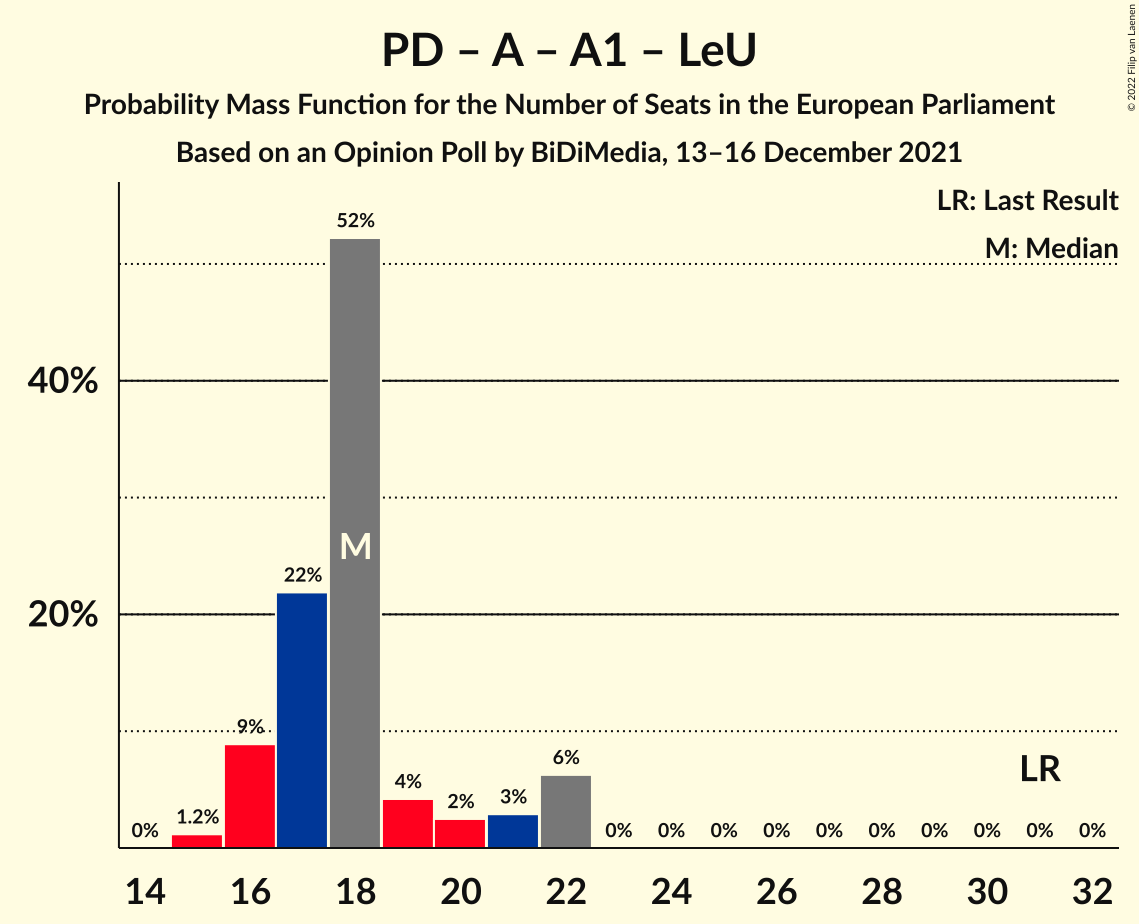 PD – A – A1 – LeU
Probability Mass Function for the Number of Seats in the European Parliament
Based on an Opinion Poll by BiDiMedia, 13–16 December 2021
© 2022 Filip van Laenen
LR: Last Result
M: Median
52%
40%
M
22%
20%
9%
LR
6%
4%
3%
2%
1.2%
0% 0% 0% 0% 0% 0% 0% 0% 0% 0% 0%
14 16 18 20 22 24 26 28 30 32